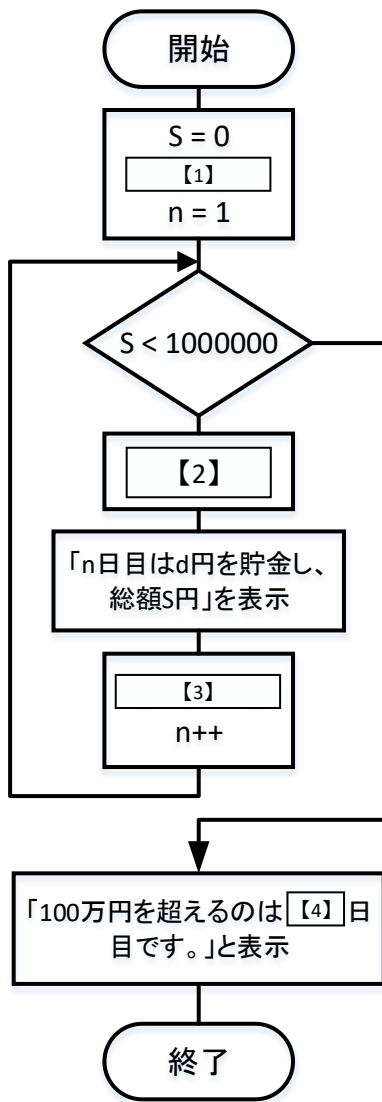 開始
S = 0
【1】
n = 1
S < 1000000
【2】
「n日目はd円を貯金し、
総額S円」を表示
【3】
n++
「100万円を超えるのは【4】日
目です。」と表示
終了